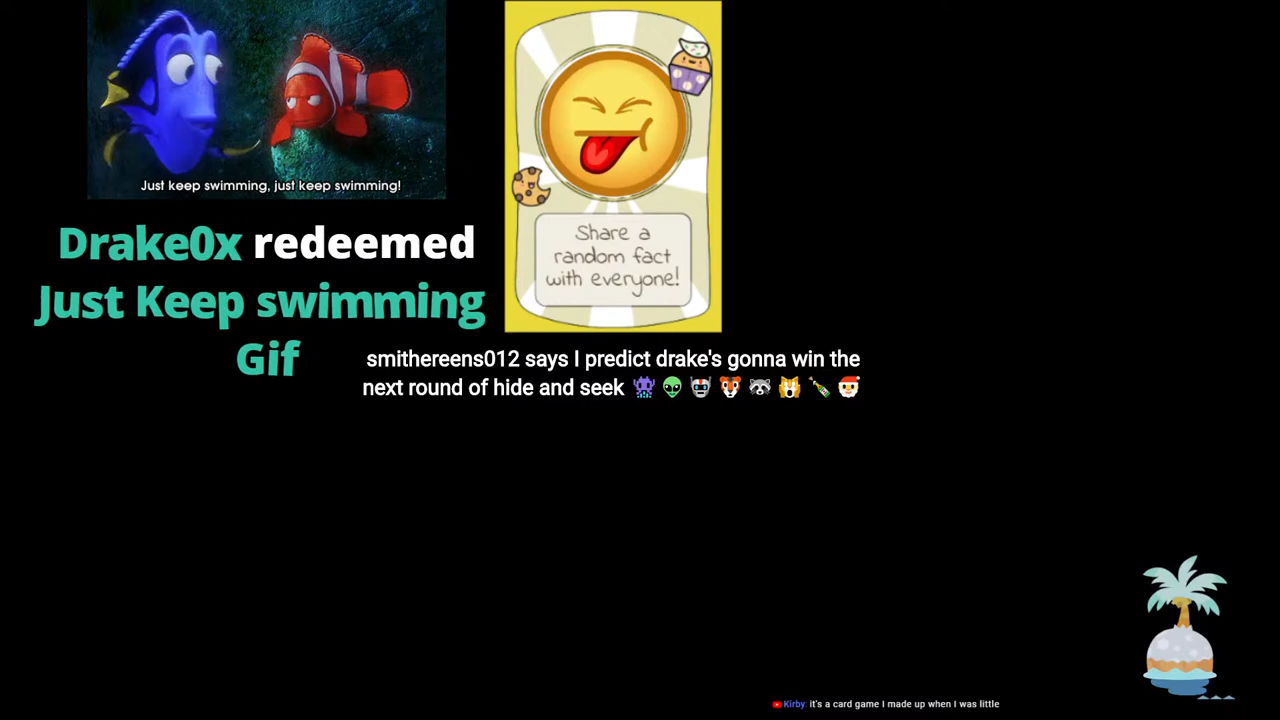 Just keep swimming, just keep swimming!
Drake0x redeemed
Just Keep swimming
Gif
Share a
random fact
with everyone!
smithereens012 says I predict drake's gonna win the
next round of hide and seek 👾 👽 🤖 🐯 🦝 🙀 🍾 🎅
Kirby: it's a card game I made up when I was little